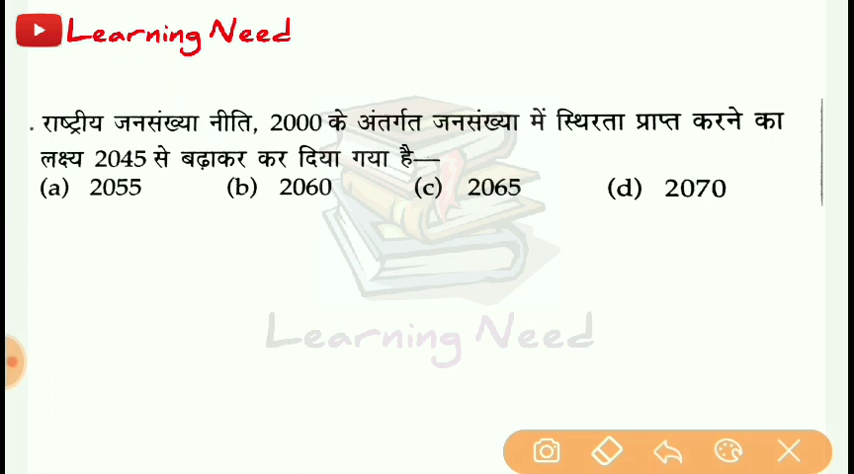 Learning Need
. राष्ट्रीय जनसंख्या नीति, 2000 के अंतर्गत जनसंख्या में स्थिरता प्राप्त करने का
लक्ष्य 2045 से बढ़ाकर कर दिया गया है—
(a) 2055 (b) 2060 (c) 2065 (d) 2070
Learning Need